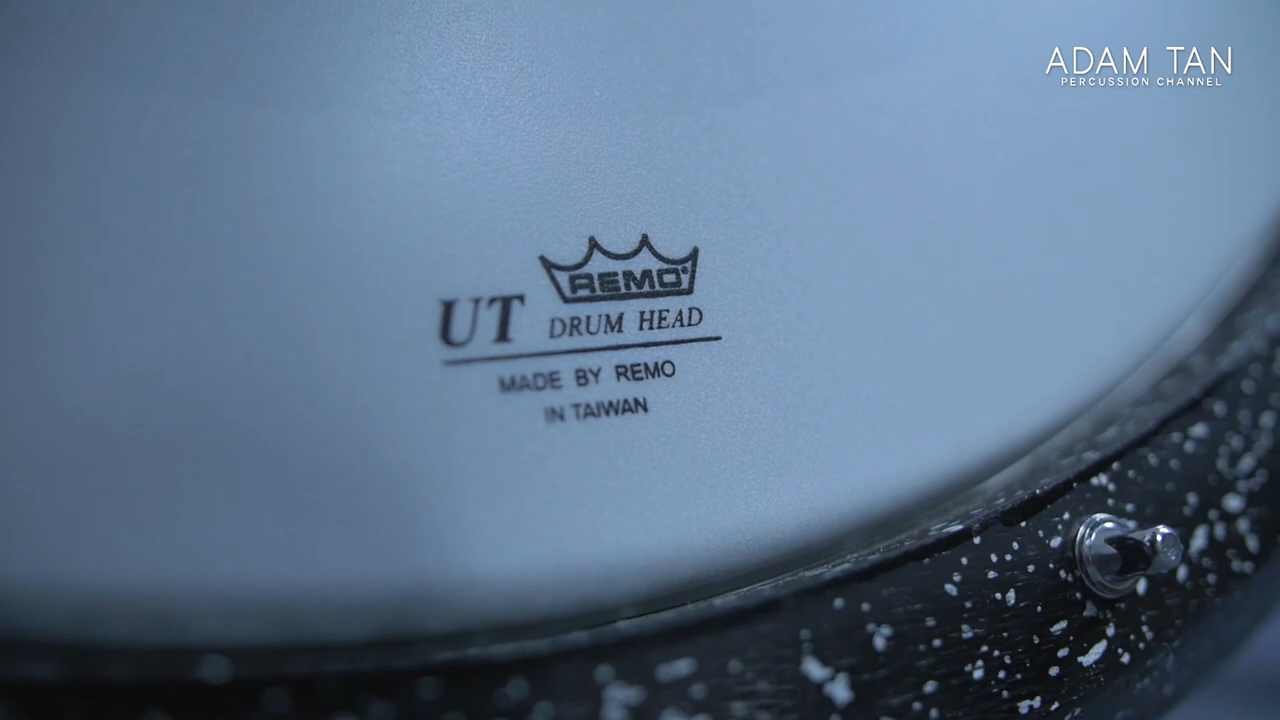 ADAM TAN
PERCUSSION CHANNEL
REMO
UT DRUM HEAD
MADE BY REMO
IN TAIWAN